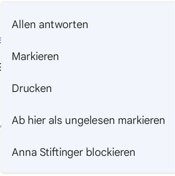 Allen antworten
Markieren
Drucken
Ab hier als ungelesen markieren
Anna Stiftinger blockieren